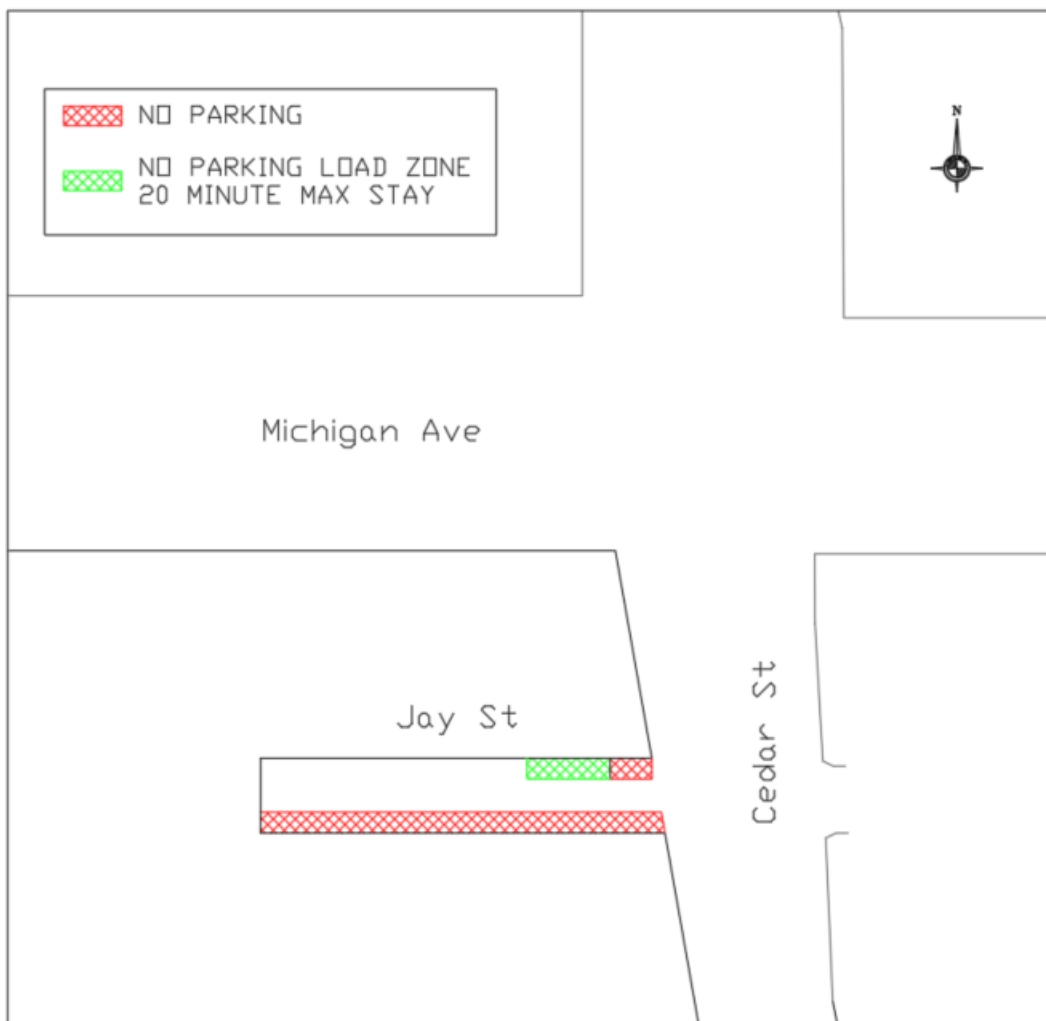 NO PARKING
NO PARKING LOAD ZONE
20 MINUTE MAX STAY
N
Michigan Ave
Jay St
Cedar St